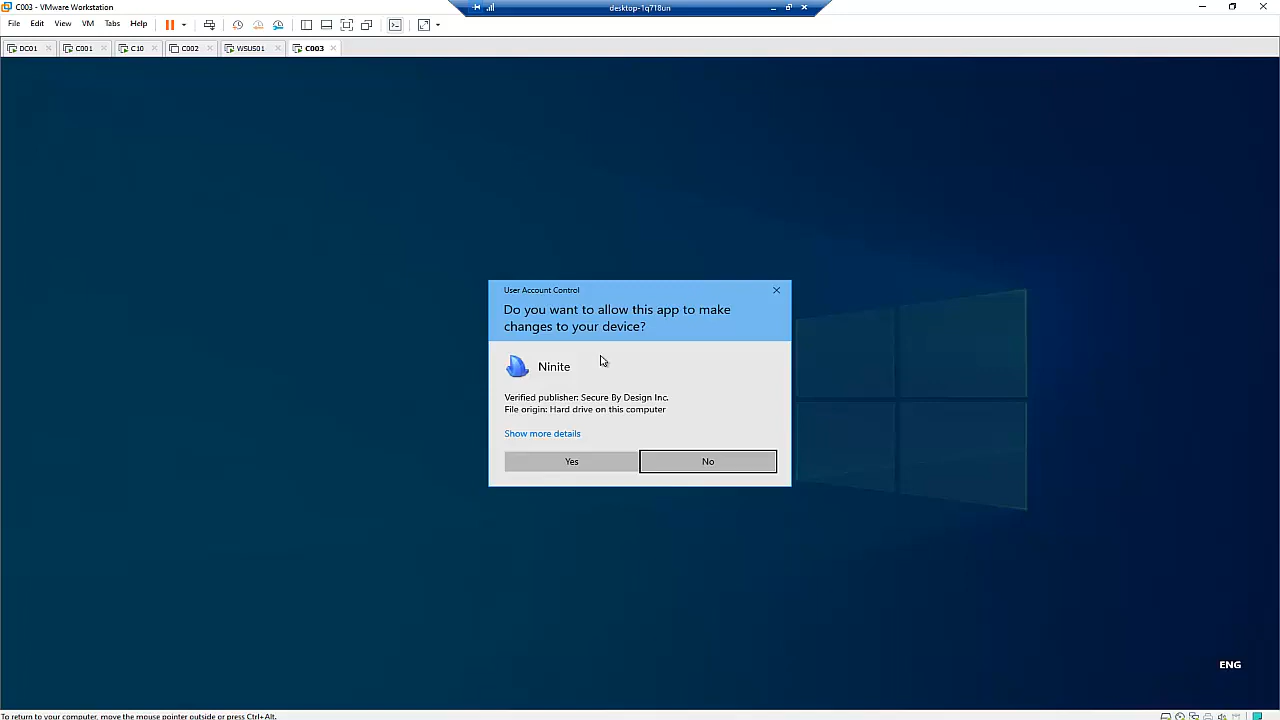 C003 - VMware Workstation
desktop-1q718un
File Edit View VM Tabs Help
DC01 C001 C10 C002 WSUS01 C003
User Account Control
Do you want to allow this app to make
changes to your device?
Ninite
Verified publisher: Secure By Design Inc.
File origin: Hard drive on this computer
Show more details
Yes No
ENG
To return to your computer, move the mouse pointer outside or press Ctrl+Alt.